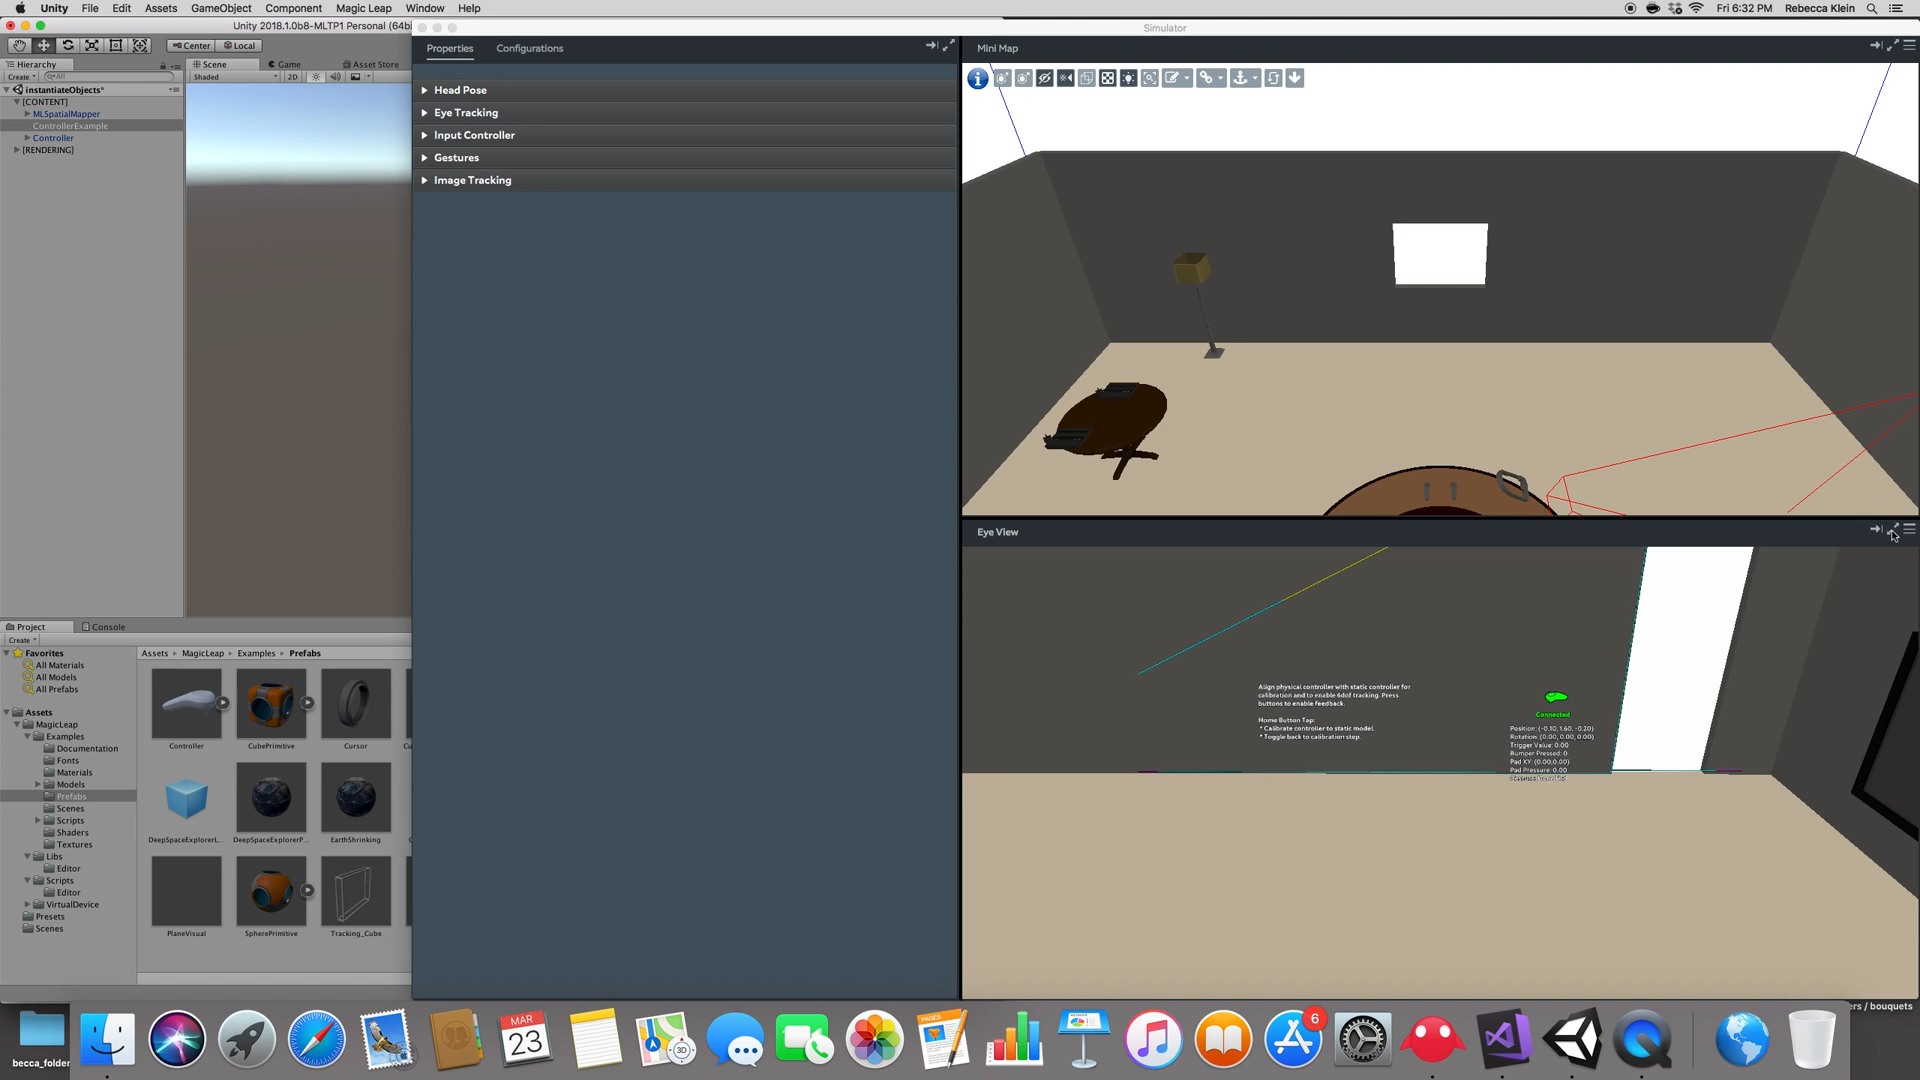 Unity File Edit Assets GameObject Component Magic Leap Window Help
Fri 6:32 PM Rebecca Klein
Unity 2018.1.0b8-MLTP1 Personal (64bi
Simulator
Center Local
Hierarchy
Create All
instantiateObjects*
[CONTENT]
MLSpatialMapper
ControllerExample
Controller
[RENDERING]
Scene Game Asset Store
Shaded 2D
Properties Configurations
Head Pose
Eye Tracking
Input Controller
Gestures
Image Tracking
Mini Map
Eye View
Align physical controller with static controller for
calibration and to enable 6dof tracking. Press
buttons to enable feedback.
Home Button Tap:
* Calibrate controller to static model.
* Toggle back to calibration step.
Connected
Position: (-0.10, 1.60, -0.20)
Rotation: (0.00, 0.00, 0.00)
Trigger Value: 0.00
Bumper Pressed: 0
Pad XY: (0.00,0.00)
Pad Pressure: 0.00
Project Console
Create
Favorites
All Materials
All Models
All Prefabs
Assets
MagicLeap
Examples
Documentation
Fonts
Materials
Models
Prefabs
Scenes
Scripts
Shaders
Textures
Libs
Editor
Scripts
Editor
VirtualDevice
Presets
Scenes
Assets MagicLeap Examples Prefabs
Controller CubePrimitive Cursor
DeepSpaceExplorerL... DeepSpaceExplorerP... EarthShrinking
PlaneVisual SpherePrimitive Tracking_Cube
ers / bouquets
becca_folder
MAR
23
3D
PAGES
6